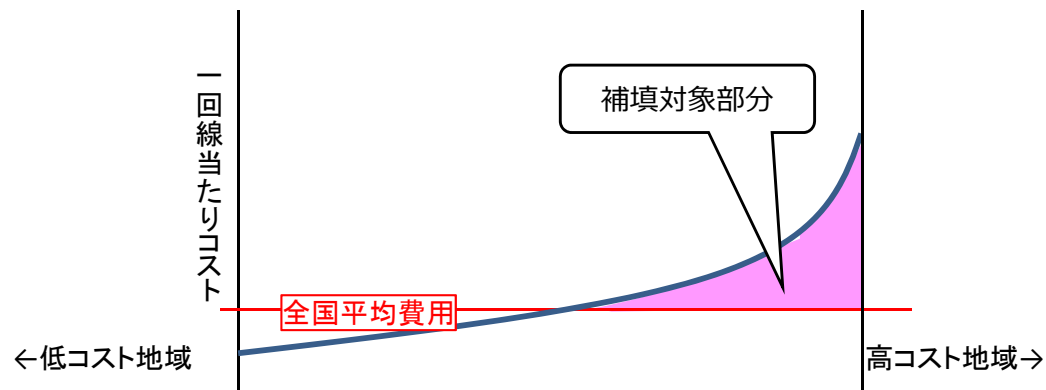 一回線当たりコスト
補填対象部分
全国平均費用
←低コスト地域
高コスト地域→